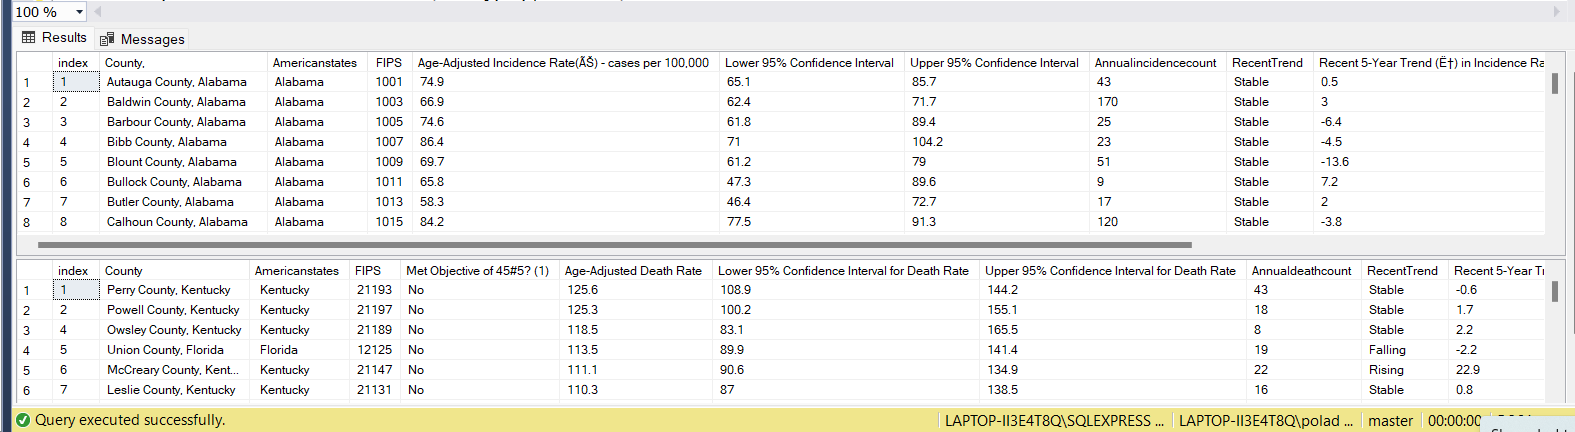 100 %
Results Messages
index County, Americanstates FIPS Age-Adjusted Incidence Rate(ÃŠ) - cases per 100,000 Lower 95% Confidence Interval Upper 95% Confidence Interval Annualincidencecount RecentTrend Recent 5-Year Trend (ˆ) in Incidence Ra
1 1 Autauga County, Alabama Alabama 1001 74.9 65.1 85.7 43 Stable 0.5
2 2 Baldwin County, Alabama Alabama 1003 66.9 62.4 71.7 170 Stable 3
3 3 Barbour County, Alabama Alabama 1005 74.6 61.8 89.4 25 Stable -6.4
4 4 Bibb County, Alabama Alabama 1007 86.4 71 104.2 23 Stable -4.5
5 5 Blount County, Alabama Alabama 1009 69.7 61.2 79 51 Stable -13.6
6 6 Bullock County, Alabama Alabama 1011 65.8 47.3 89.6 9 Stable 7.2
7 7 Butler County, Alabama Alabama 1013 58.3 46.4 72.7 17 Stable 2
8 8 Calhoun County, Alabama Alabama 1015 84.2 77.5 91.3 120 Stable -3.8
index County Americanstates FIPS Met Objective of 45#5? (1) Age-Adjusted Death Rate Lower 95% Confidence Interval for Death Rate Upper 95% Confidence Interval for Death Rate Annualdeathcount RecentTrend Recent 5-Year Tr
1 1 Perry County, Kentucky Kentucky 21193 No 125.6 108.9 144.2 43 Stable -0.6
2 2 Powell County, Kentucky Kentucky 21197 No 125.3 100.2 155.1 18 Stable 1.7
3 4 Owsley County, Kentucky Kentucky 21189 No 118.5 83.1 165.5 8 Stable 2.2
4 5 Union County, Florida Florida 12125 No 113.5 89.9 141.4 19 Falling -2.2
5 6 McCreary County, Kent... Kentucky 21147 No 111.1 90.6 134.9 22 Rising 22.9
6 7 Leslie County, Kentucky Kentucky 21131 No 110.3 87 138.5 16 Stable 0.8
Query executed successfully. LAPTOP-II3E4T8Q\SQLEXPRESS ... LAPTOP-II3E4T8Q\polad ... master 00:00:00